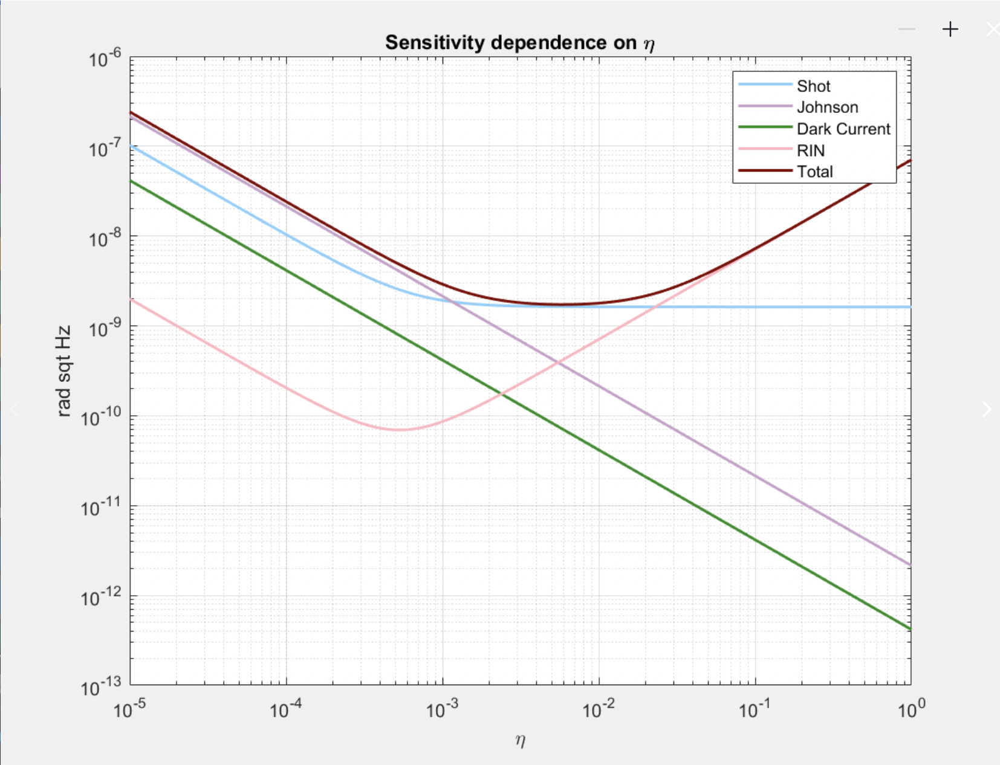 Sensitivity dependence on η
10^-6
10^-7
10^-8
10^-9
10^-10
10^-11
10^-12
10^-13
rad sqt Hz
Shot
Johnson
Dark Current
RIN
Total
10^-5 10^-4 10^-3 10^-2 10^-1 10^0
η